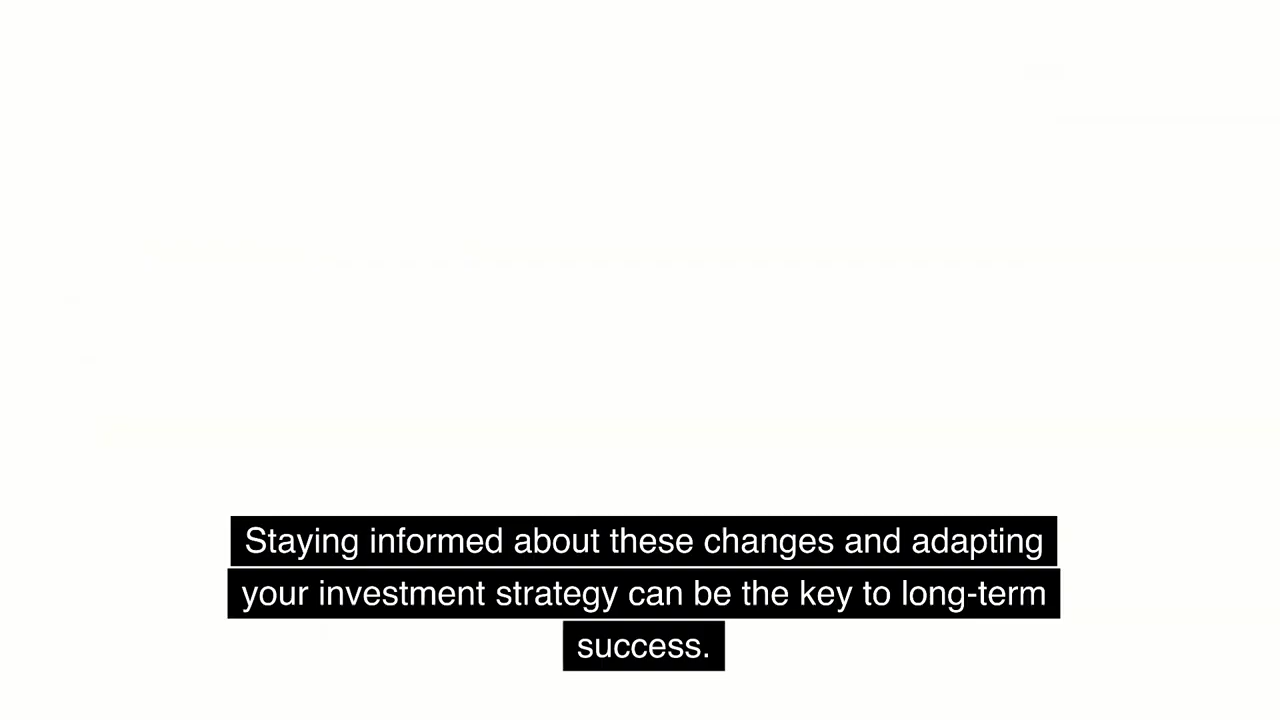 Staying informed about these changes and adapting
your investment strategy can be the key to long-term
success.